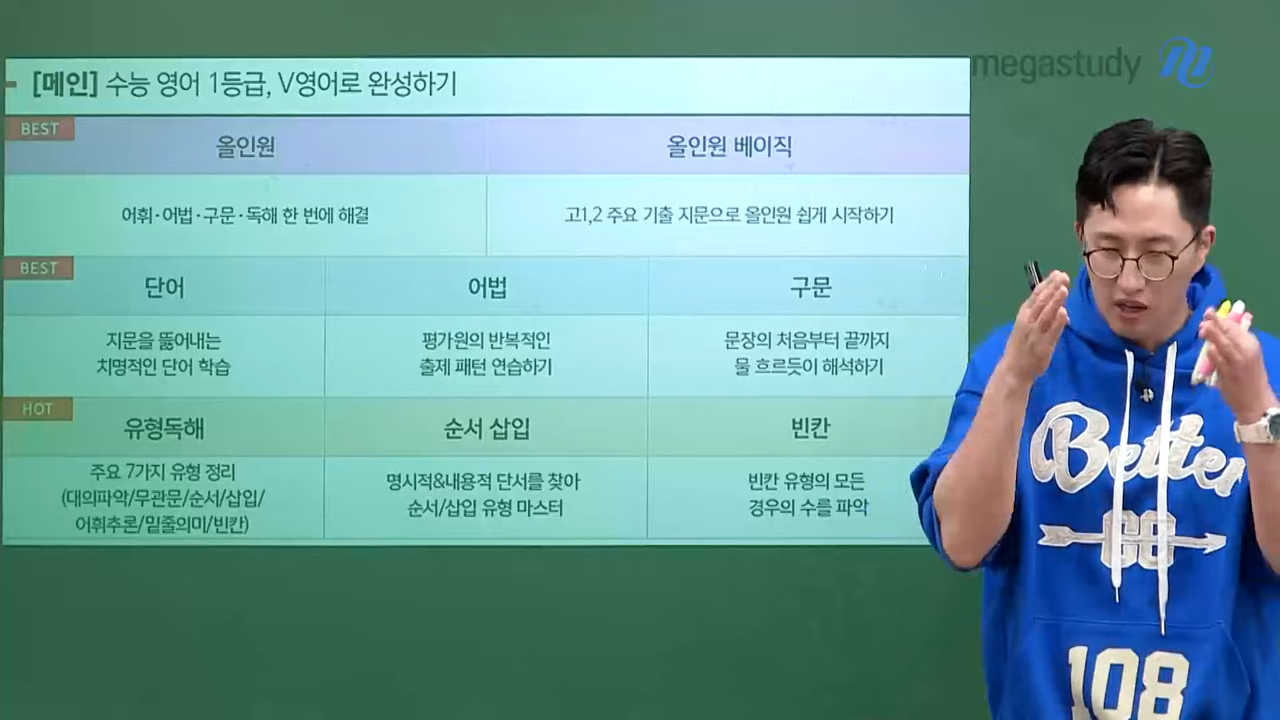 megastudy
[메인] 수능 영어 1등급, V영어로 완성하기
BEST
올인원
올인원 베이직
어휘·어법·구문·독해 한 번에 해결
고1,2 주요 기출 지문으로 올인원 쉽게 시작하기
BEST
단어
어법
구문
지문을 뚫어내는
치명적인 단어 학습
평가원의 반복적인
출제 패턴 연습하기
문장의 처음부터 끝까지
물 흐르듯이 해석하기
HOT
유형독해
순서 삽입
빈칸
주요 7가지 유형 정리
(대의파악/무관문/순서/삽입/
어휘추론/밑줄의미/빈칸)
명시적&내용적 단서를 찾아
순서/삽입 유형 마스터
빈칸 유형의 모든
경우의 수를 파악
Better
108